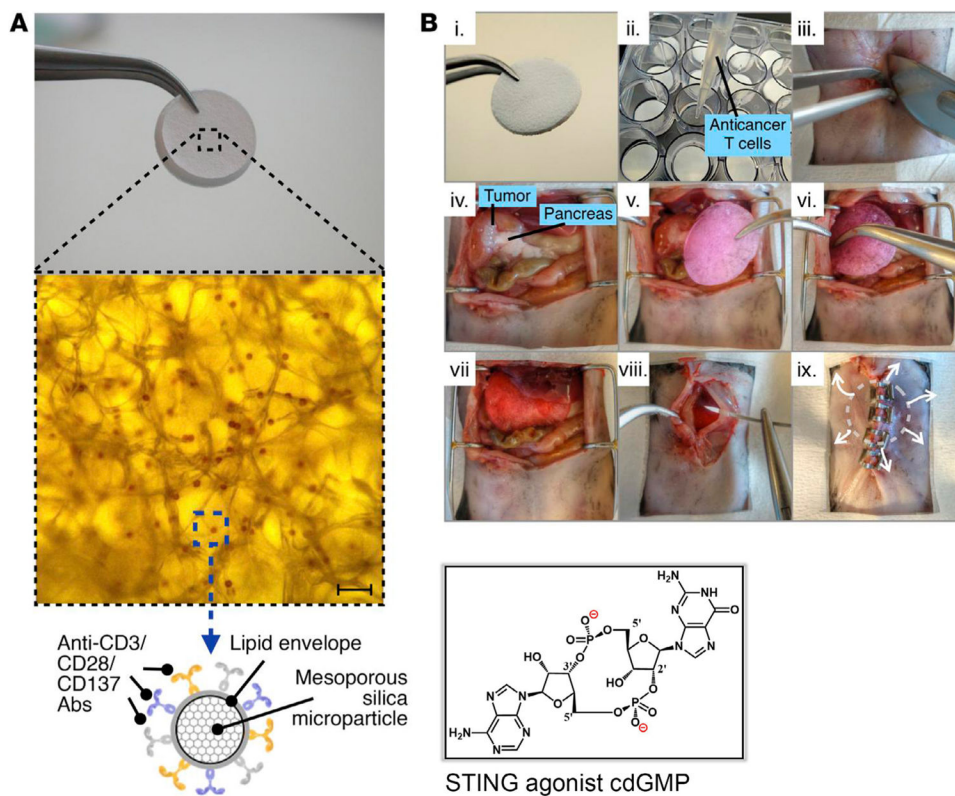 A
B
i.
ii.
Anticancer
T cells
iii.
iv.
Tumor
Pancreas
v.
vi.
vii
viii.
ix.
Anti-CD3/
CD28/
CD137
Abs
Lipid envelope
Mesoporous
silica
microparticle
H₂N
N
NH
N
N
N
O
5'
O
O
O=P
O
O
3'
HO
O
HO
2'
O
P=O
O
O
5'
O
N
N
N
N
H₂N
STING agonist cdGMP